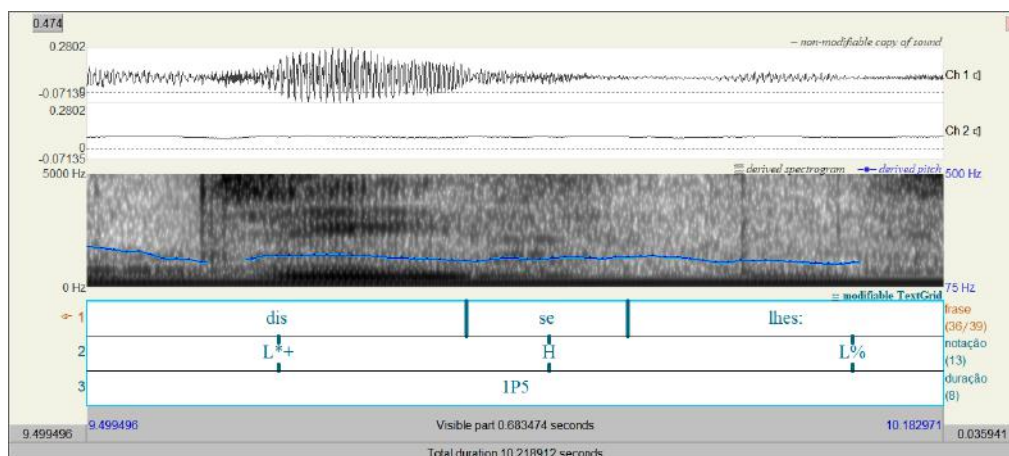 0.474
0.2802
– non-modifiable copy of sound
-0.07139
0
Ch 1
0.2802
0
-0.07135
Ch 2
5000 Hz
derived spectrogram
derived pitch
500 Hz
0 Hz
75 Hz
modifiable TextGrid
1 dis se lhes: frase
(36/39)
2 L*+ H L% notação
(13)
3 IP5 duração
(8)
9.499496 9.499496 Visible part 0.683474 seconds 10.182971 0.035941
Total duration 10.218912 seconds